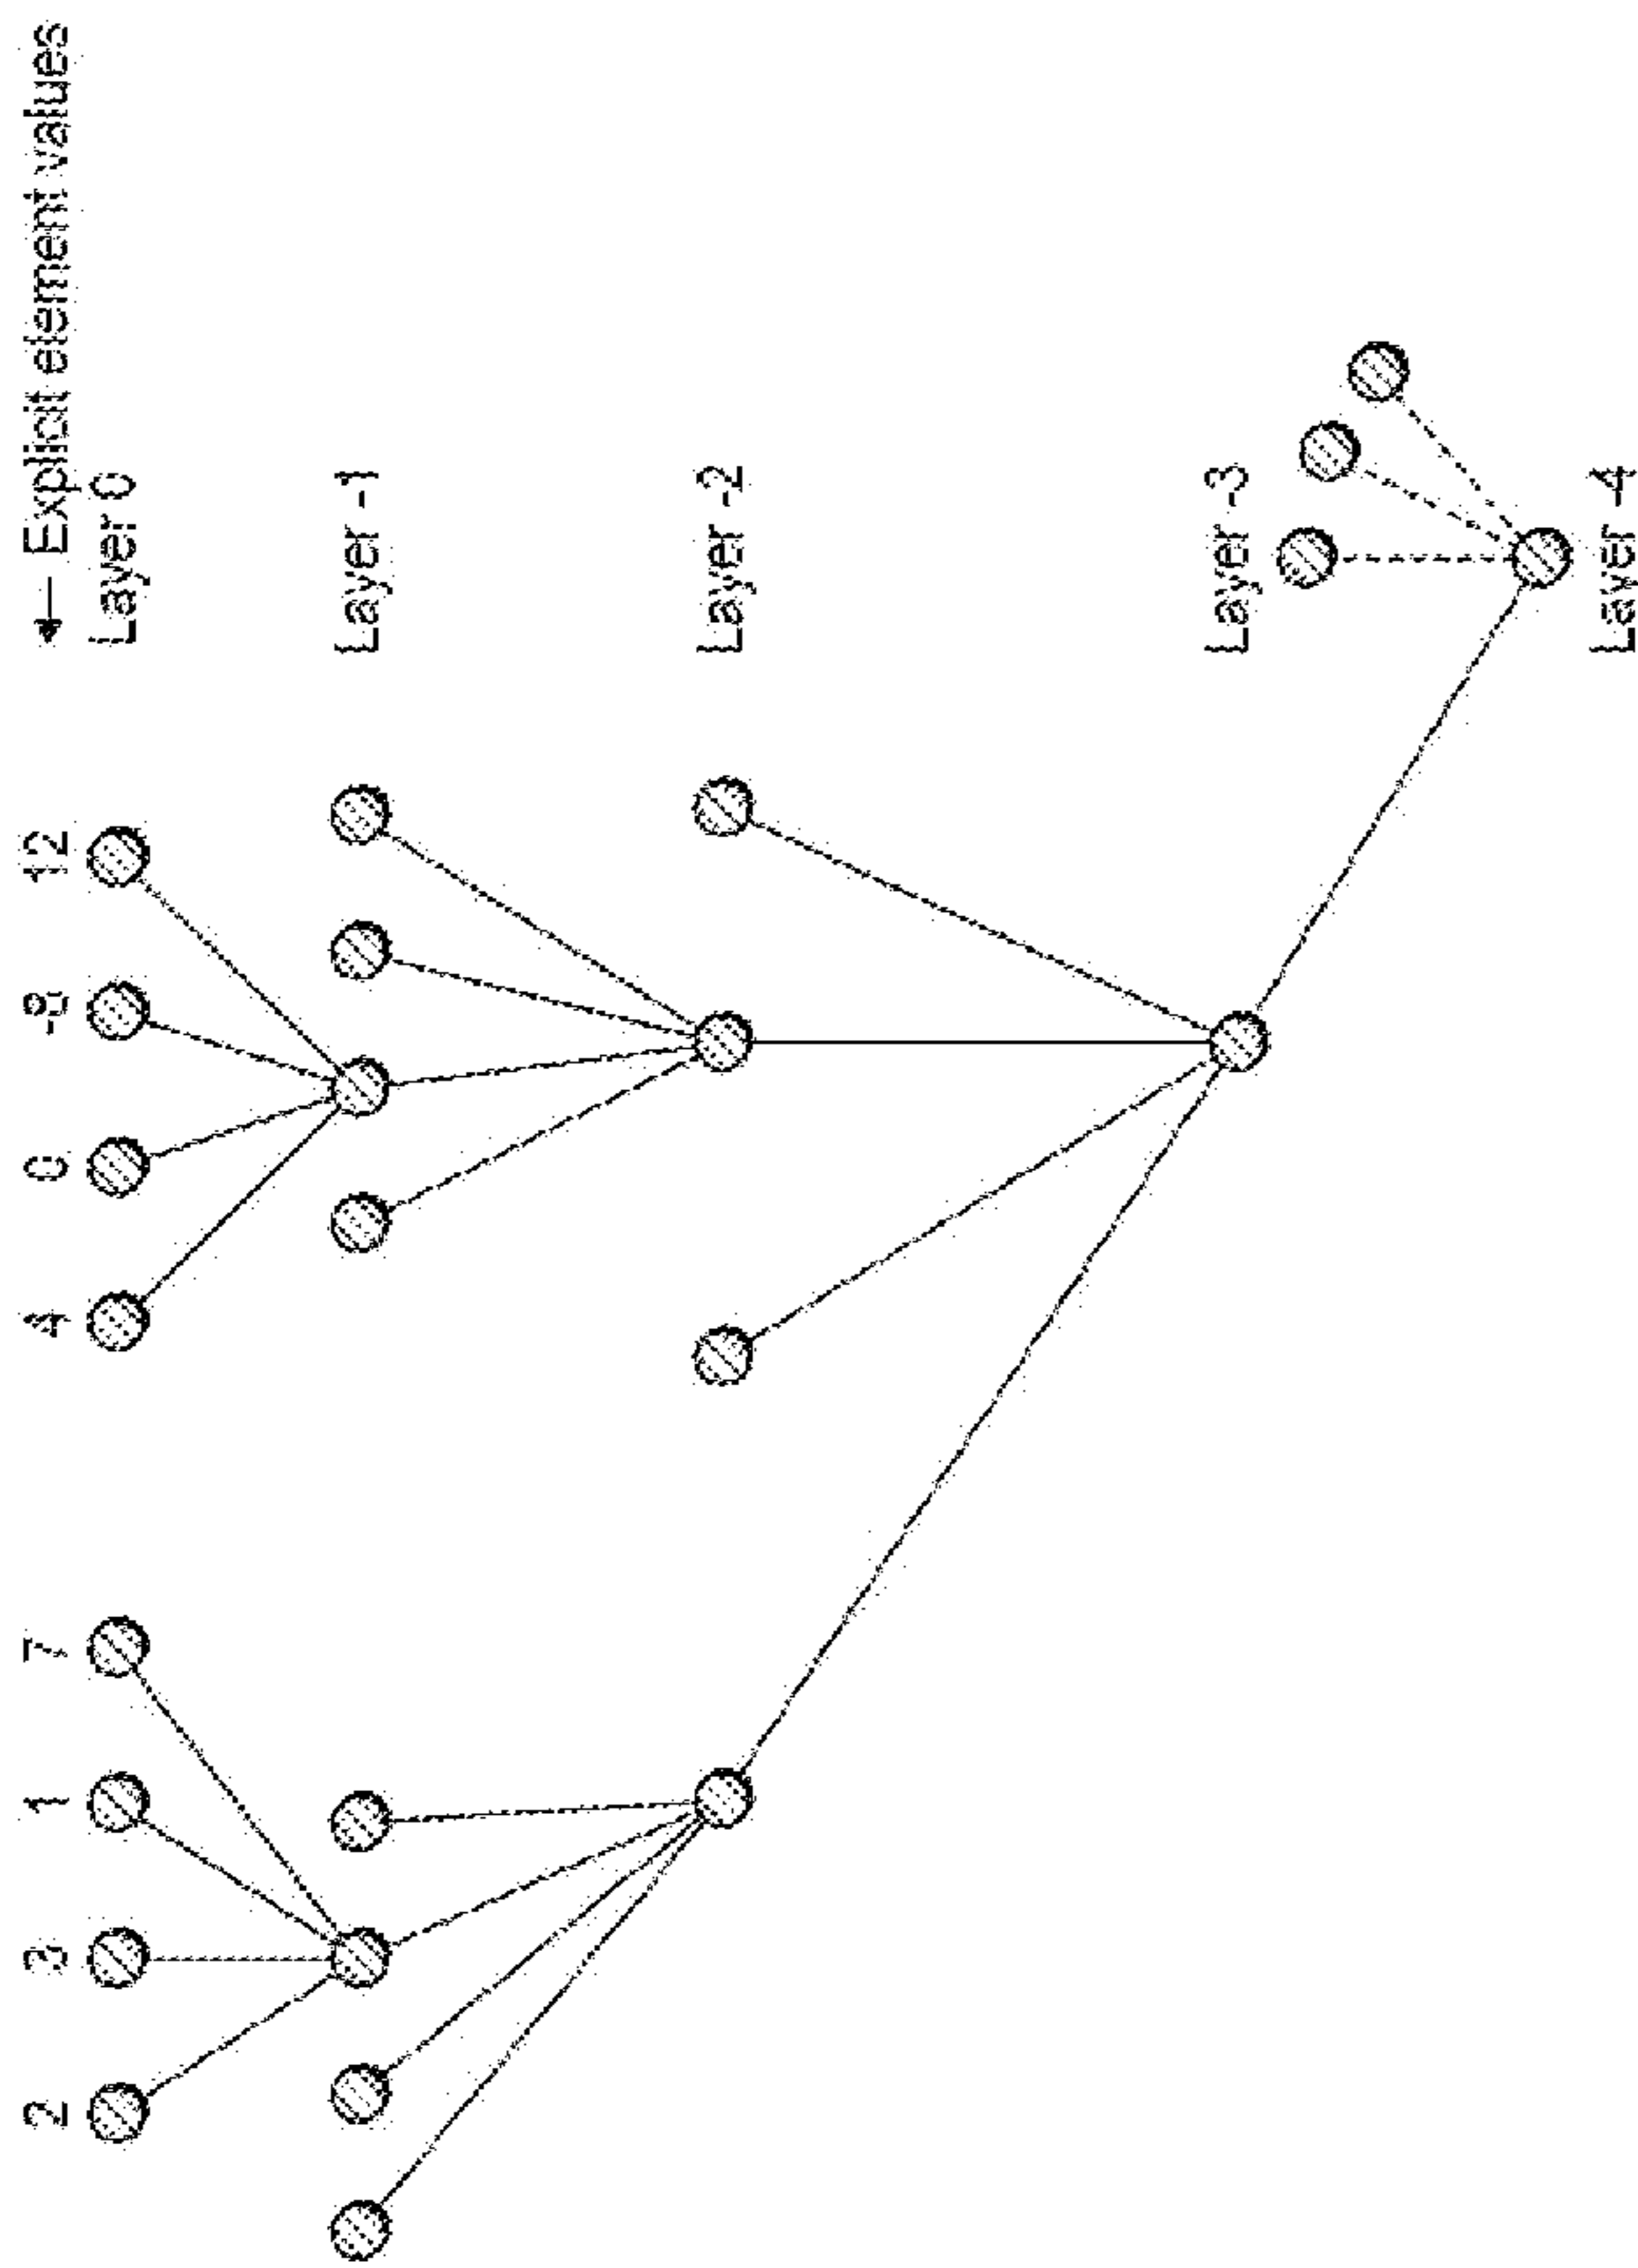 2 3 1 7 4 0 -8 12 ← Explicit element values
Layer 0
Layer -1
Layer -2
Layer -3
Layer -4